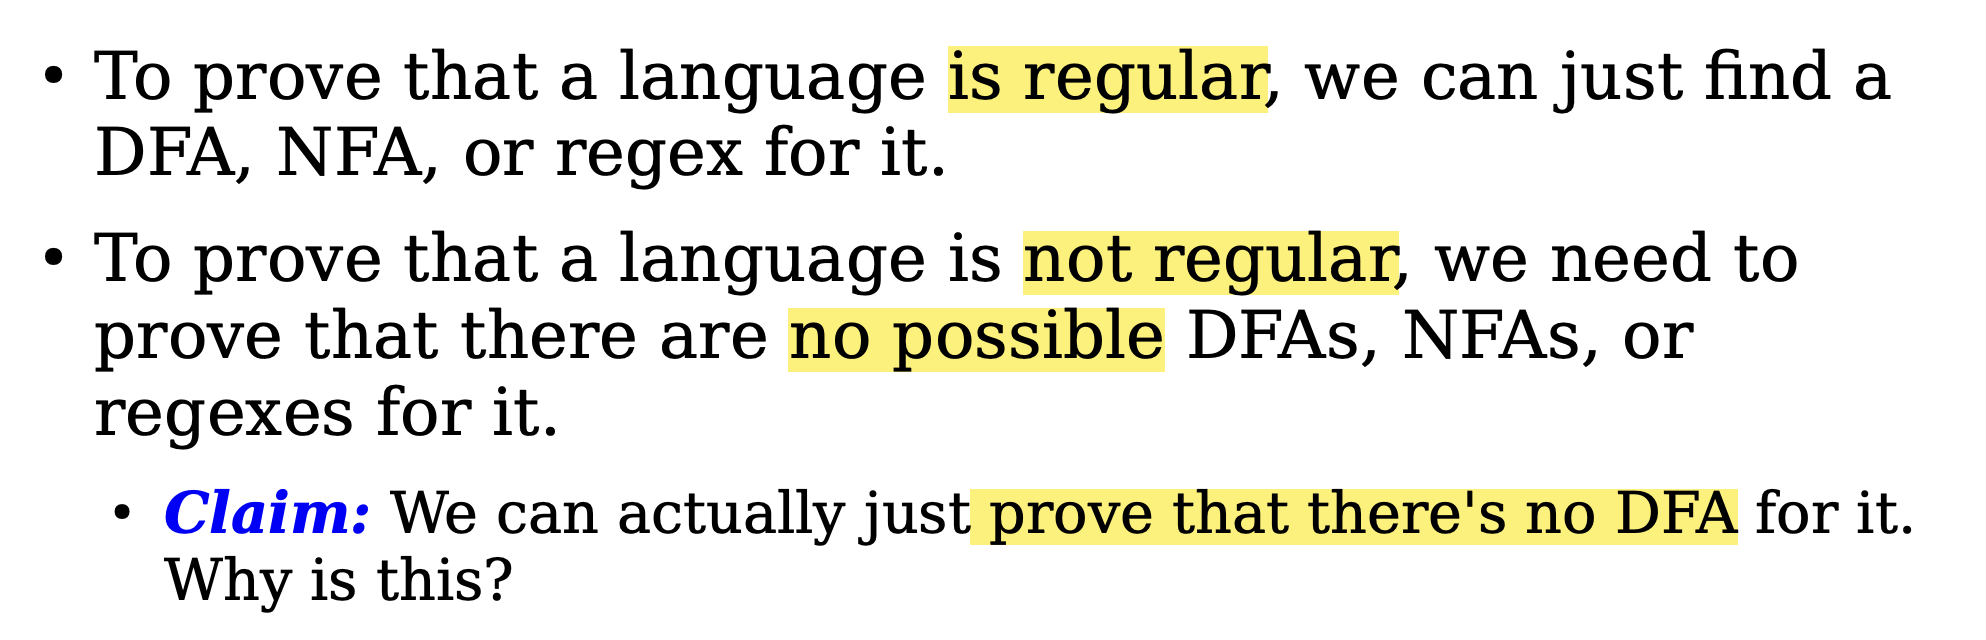 • To prove that a language is regular, we can just find a
DFA, NFA, or regex for it.
• To prove that a language is not regular, we need to
prove that there are no possible DFAs, NFAs, or
regexes for it.
• Claim: We can actually just prove that there's no DFA for it.
Why is this?